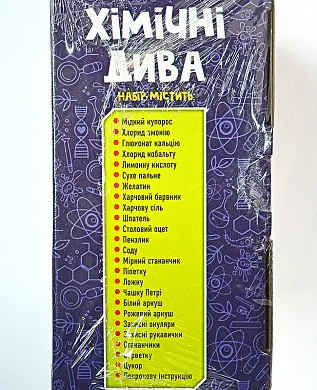 ХІМІЧНІ
ДИВА
НАБІР МІСТИТЬ:
Мідний купорос
Хлорид амонію
Глюконат кальцію
Хлорид кобальту
Лимонну кислоту
Сухе пальне
Желатин
Харчовий барвник
Харчову сіль
Шпатель
Столовий оцет
Пензлик
Соду
Мірний стаканчик
Піпетку
Ложку
Чашку Петрі
Білий аркуш
Рожевий аркуш
Захисні окуляри
Захисні рукавички
Стаканчики
Серветку
Цукор
Покрокову інструкцію